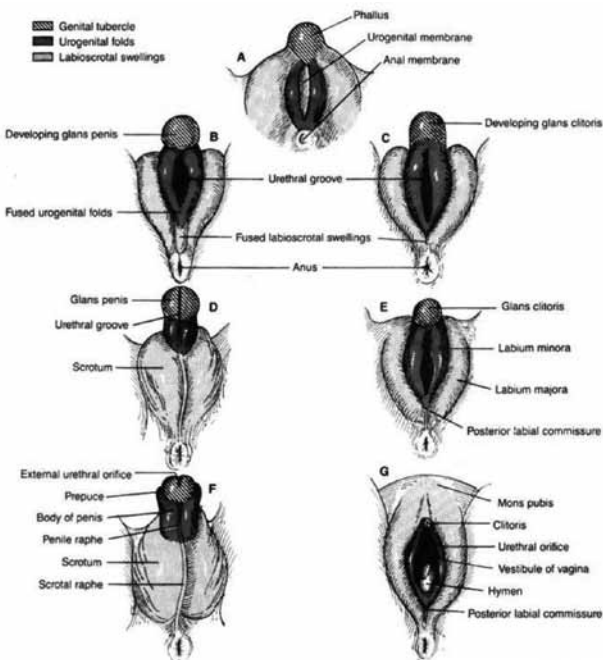 Genital tubercle
Urogenital folds
Labioscrotal swellings
A
Phallus
Urogenital membrane
Anal membrane
B
Developing glans penis
C
Developing glans clitoris
Urethral groove
Fused urogenital folds
Fused labioscrotal swellings
Anus
Glans penis
D
Urethral groove
Scrotum
E
Glans clitoris
Labium minora
Labium majora
Posterior labial commissure
External urethral orifice
F
Prepuce
Body of penis
Penile raphe
Scrotum
Scrotal raphe
G
Mons pubis
Clitoris
Urethral orifice
Vestibule of vagina
Hymen
Posterior labial commissure